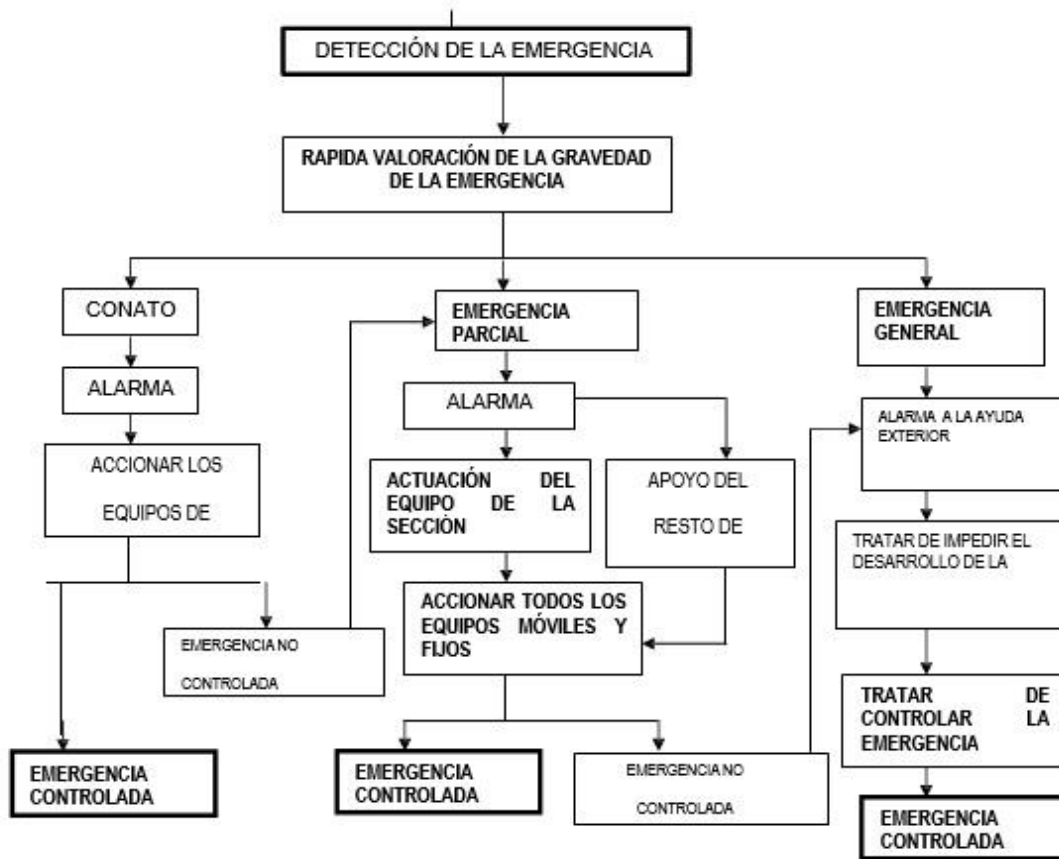 DETECCIÓN DE LA EMERGENCIA
RAPIDA VALORACIÓN DE LA GRAVEDAD
DE LA EMERGENCIA
CONATO
ALARMA
ACCIONAR LOS
EQUIPOS DE
EMERGENCIA NO
CONTROLADA
EMERGENCIA
CONTROLADA
EMERGENCIA
PARCIAL
ALARMA
ACTUACIÓN DEL
EQUIPO DE LA
SECCIÓN
APOYO DEL
RESTO DE
ACCIONAR TODOS LOS
EQUIPOS MÓVILES Y
FIJOS
EMERGENCIA
CONTROLADA
EMERGENCIA NO
CONTROLADA
EMERGENCIA
GENERAL
ALARMA A LA AYUDA
EXTERIOR
TRATAR DE IMPEDIR EL
DESARROLLO DE LA
TRATAR DE
CONTROLAR LA
EMERGENCIA
EMERGENCIA
CONTROLADA